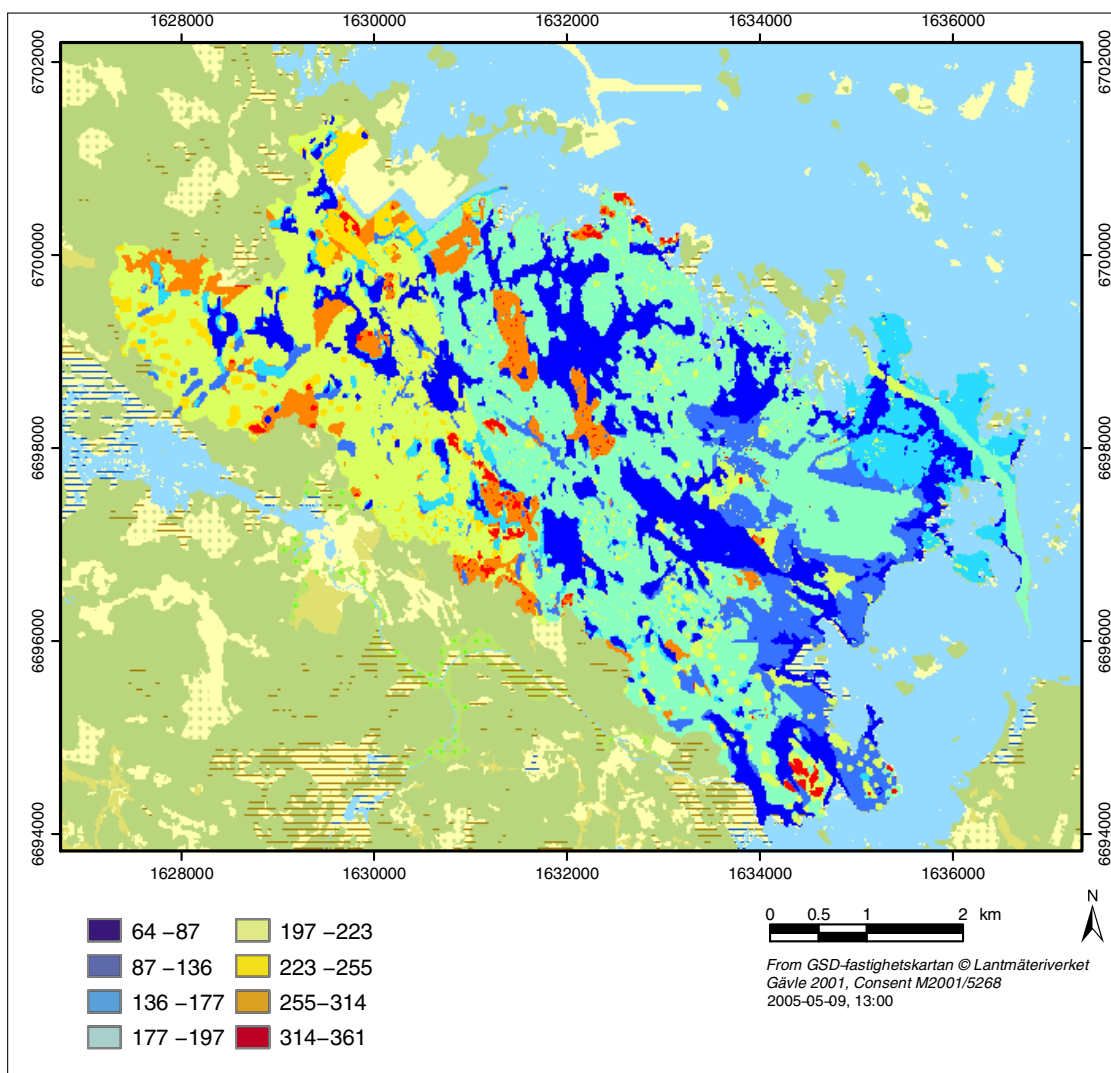 1628000 1630000 1632000 1634000 1636000
6702000 6702000
6700000 6700000
6698000 6698000
6696000 6696000
6694000 6694000
1628000 1630000 1632000 1634000 1636000
64 –87 197 –223
87 –136 223 –255
136 –177 255–314
177 –197 314–361
0 0.5 1 2 km
N
From GSD-fastighetskartan © Lantmäteriverket
Gävle 2001, Consent M2001/5268
2005-05-09, 13:00